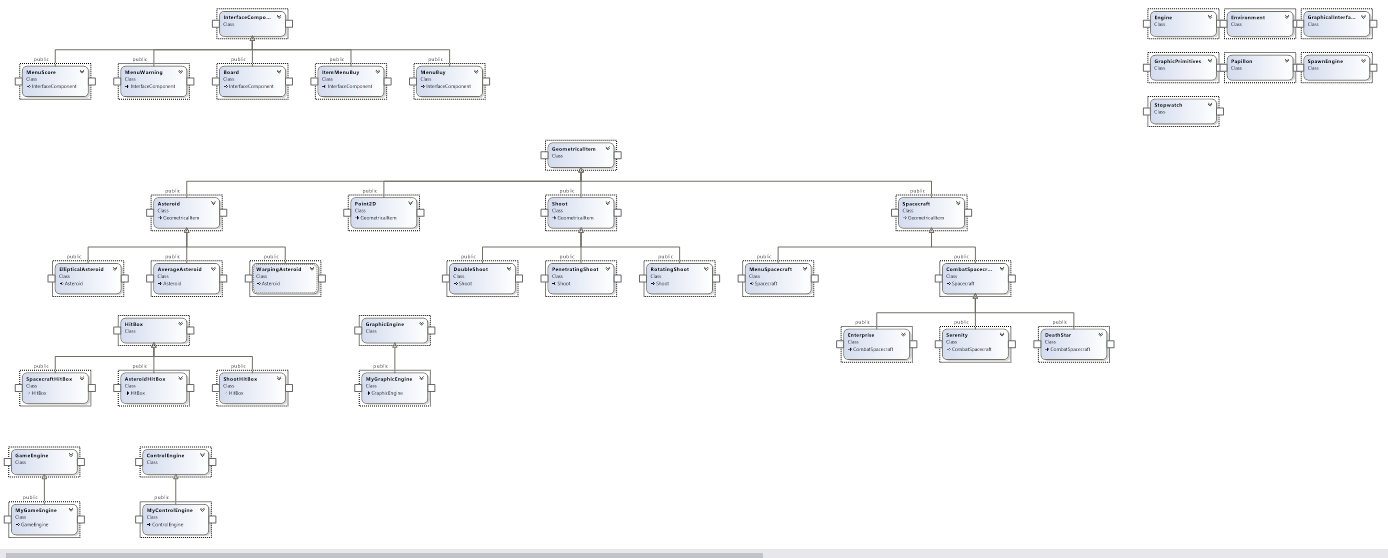 InterfaceCompo...
Class
public
public
public
public
public
MenuScore
Class
InterfaceComponent
MenuWarning
Class
InterfaceComponent
Board
Class
InterfaceComponent
ItemMenuBuy
Class
InterfaceComponent
MenuBuy
Class
InterfaceComponent
Engine
Class
Environment
Class
GraphicalInterfa...
Class
GraphicPrimitives
Class
Papillon
Class
SpawnEngine
Class
Stopwatch
Class
GeometricalItem
Class
public
public
public
public
Asteroid
Class
GeometricalItem
Point2D
Class
GeometricalItem
Shoot
Class
GeometricalItem
Spacecraft
Class
GeometricalItem
public
public
public
public
public
public
public
public
EllipticalAsteroid
Class
Asteroid
AverageAsteroid
Class
Asteroid
WarpingAsteroid
Class
Asteroid
DoubleShoot
Class
Shoot
PenetratingShoot
Class
Shoot
RotatingShoot
Class
Shoot
MenuSpacecraft
Class
Spacecraft
CombatSpacecr...
Class
Spacecraft
public
public
public
Enterprise
Class
CombatSpacecraft
Serenity
Class
CombatSpacecraft
DeathStar
Class
CombatSpacecraft
HitBox
Class
GraphicEngine
Class
public
public
public
public
SpacecraftHitBox
Class
HitBox
AsteroidHitBox
Class
HitBox
ShootHitBox
Class
HitBox
MyGraphicEngine
Class
GraphicEngine
GameEngine
Class
ControlEngine
Class
public
public
MyGameEngine
Class
GameEngine
MyControlEngine
Class
ControlEngine